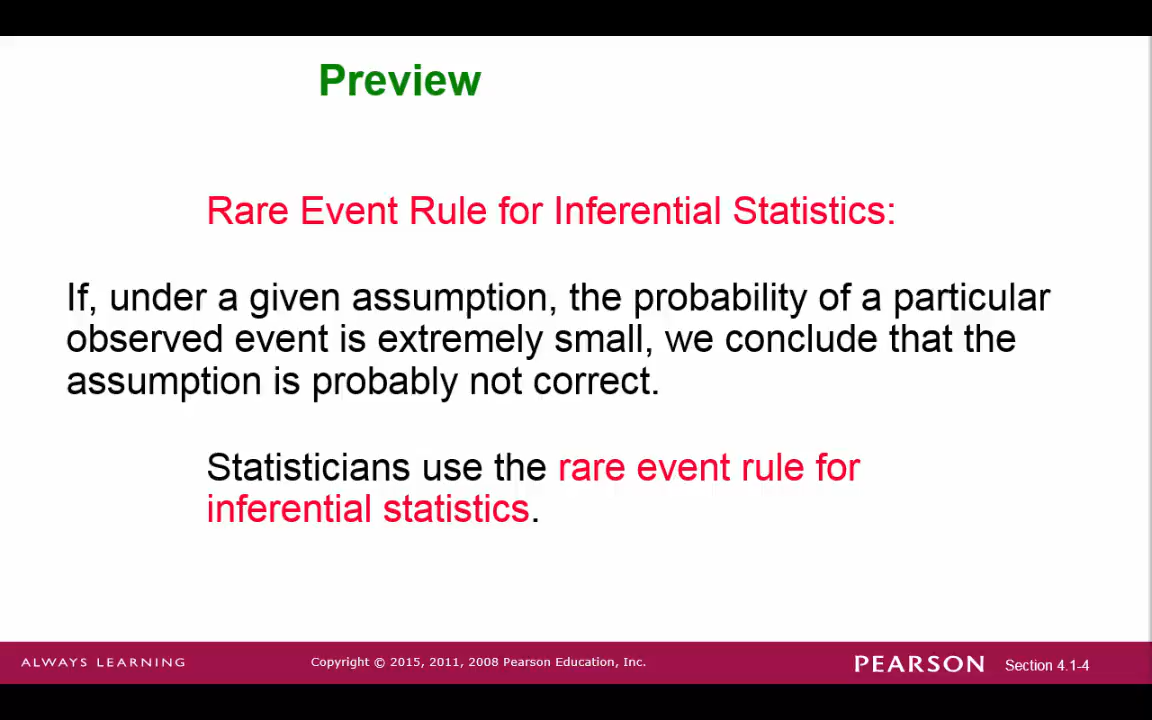 Preview
Rare Event Rule for Inferential Statistics:
If, under a given assumption, the probability of a particular
observed event is extremely small, we conclude that the
assumption is probably not correct.
Statisticians use the rare event rule for
inferential statistics.
ALWAYS LEARNING
Copyright © 2015, 2011, 2008 Pearson Education, Inc.
PEARSON
Section 4.1-4